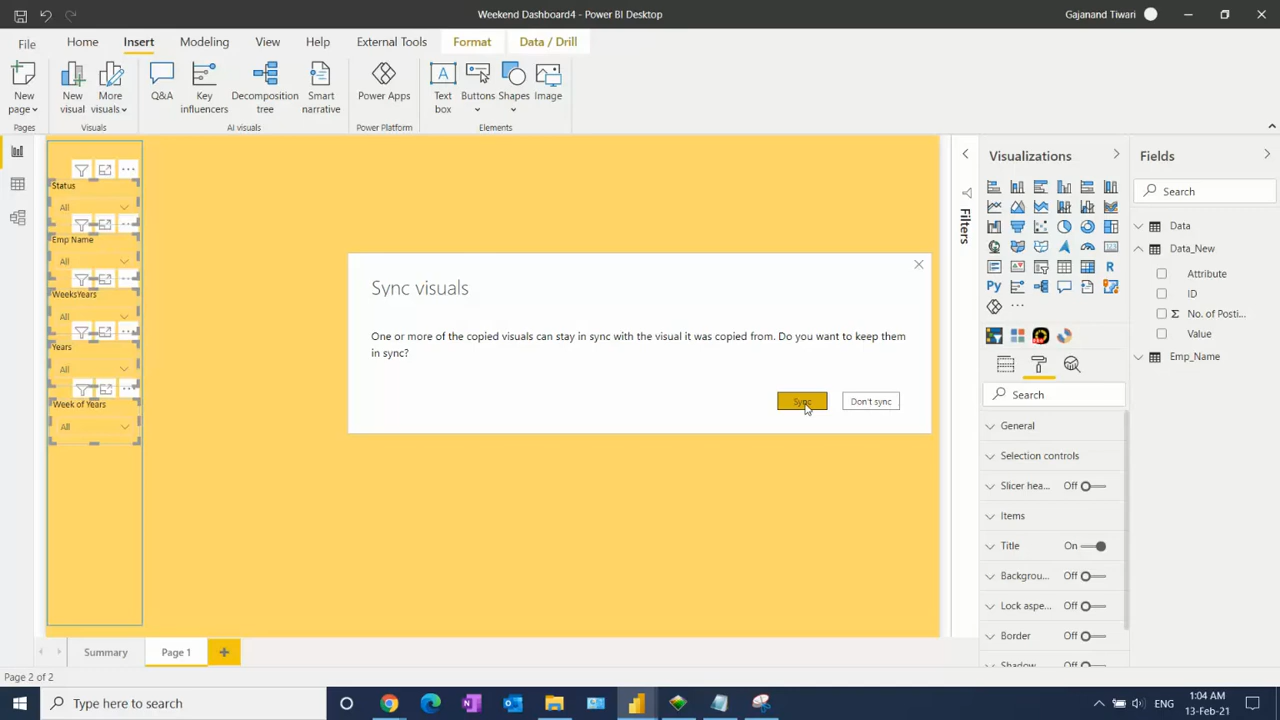 Weekend Dashboard4 - Power BI Desktop
Gajanand Tiwari
File Home Insert Modeling View Help External Tools Format Data / Drill
New page
New visual
More visuals
Q&A
Key influencers
Decomposition tree
Smart narrative
Power Apps
Text box
Buttons
Shapes
Image
Pages
Visuals
AI visuals
Power Platform
Elements
Status
All
Emp Name
All
WeeksYears
All
Years
All
Week of Years
All
Sync visuals
One or more of the copied visuals can stay in sync with the visual it was copied from. Do you want to keep them
in sync?
Sync
Don't sync
Filters
Visualizations
R
Py
Search
General
Selection controls
Slicer hea... Off
Items
Title On
Backgrou... Off
Lock aspe... Off
Border Off
Shadow
Fields
Search
Data
Data_New
Attribute
ID
Σ No. of Posti...
Value
Emp_Name
Summary
Page 1
Page 2 of 2
Type here to search
ENG
1:04 AM
13-Feb-21